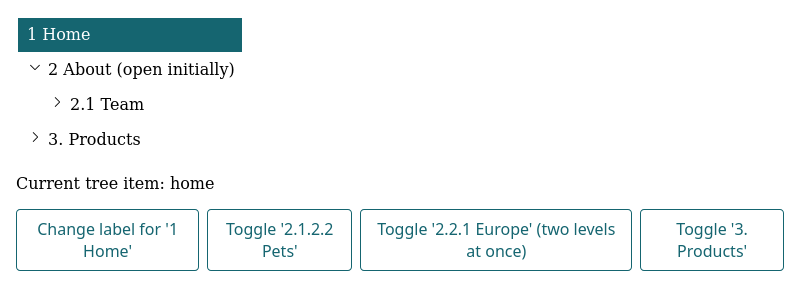 1 Home
2 About (open initially)
2.1 Team
3. Products
Current tree item: home
Change label for '1
Home'
Toggle '2.1.2.2
Pets'
Toggle '2.2.1 Europe' (two levels
at once)
Toggle '3.
Products'